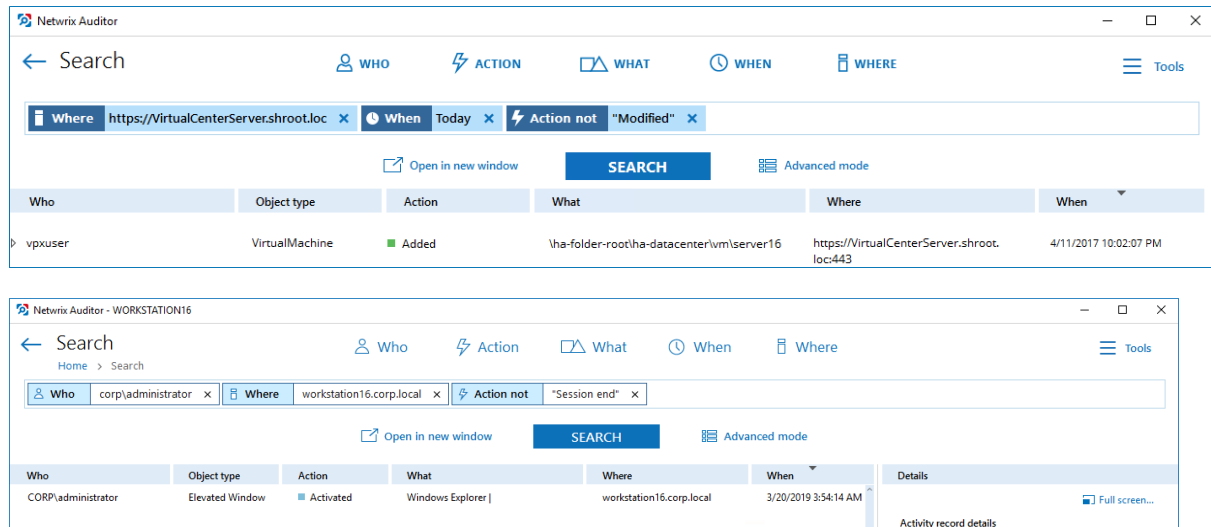 Netwrix Auditor
Search WHO ACTION WHAT WHEN WHERE Tools
Where https://VirtualCenterServer.shroot.loc When Today Action not "Modified"
Open in new window SEARCH Advanced mode
Who Object type Action What Where When
vpxuser VirtualMachine Added \ha-folder-root\ha-datacenter\vm\server16 https://VirtualCenterServer.shroot. 4/11/2017 10:02:07 PM
loc:443
Netwrix Auditor - WORKSTATION16
Search Who Action What When Where Tools
Home > Search
Who corp\administrator Where workstation16.corp.local Action not "Session end"
Open in new window SEARCH Advanced mode
Who Object type Action What Where When Details
CORP\administrator Elevated Window Activated Windows Explorer | workstation16.corp.local 3/20/2019 3:54:14 AM
Full screen...
Activity record details